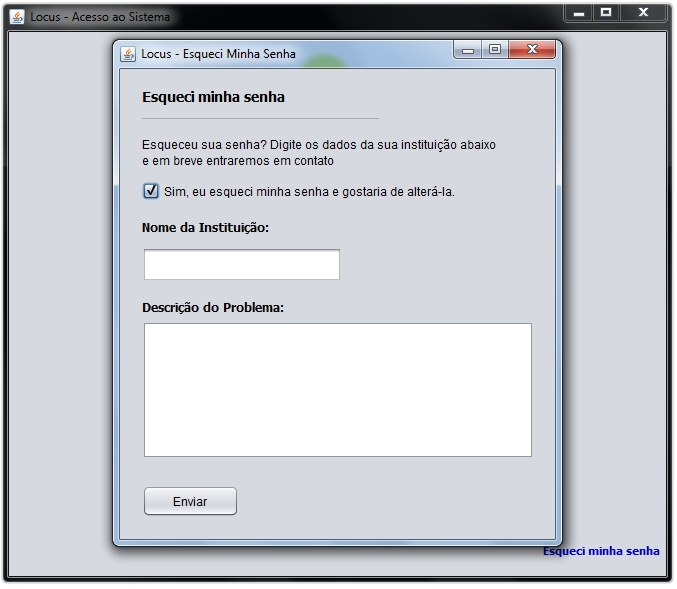 Locus - Acesso ao Sistema
Locus - Esqueci Minha Senha
Esqueci minha senha
Esqueceu sua senha? Digite os dados da sua instituição abaixo
e em breve entraremos em contato
Sim, eu esqueci minha senha e gostaria de alterá-la.
Nome da Instituição:
Descrição do Problema:
Enviar
Esqueci minha senha